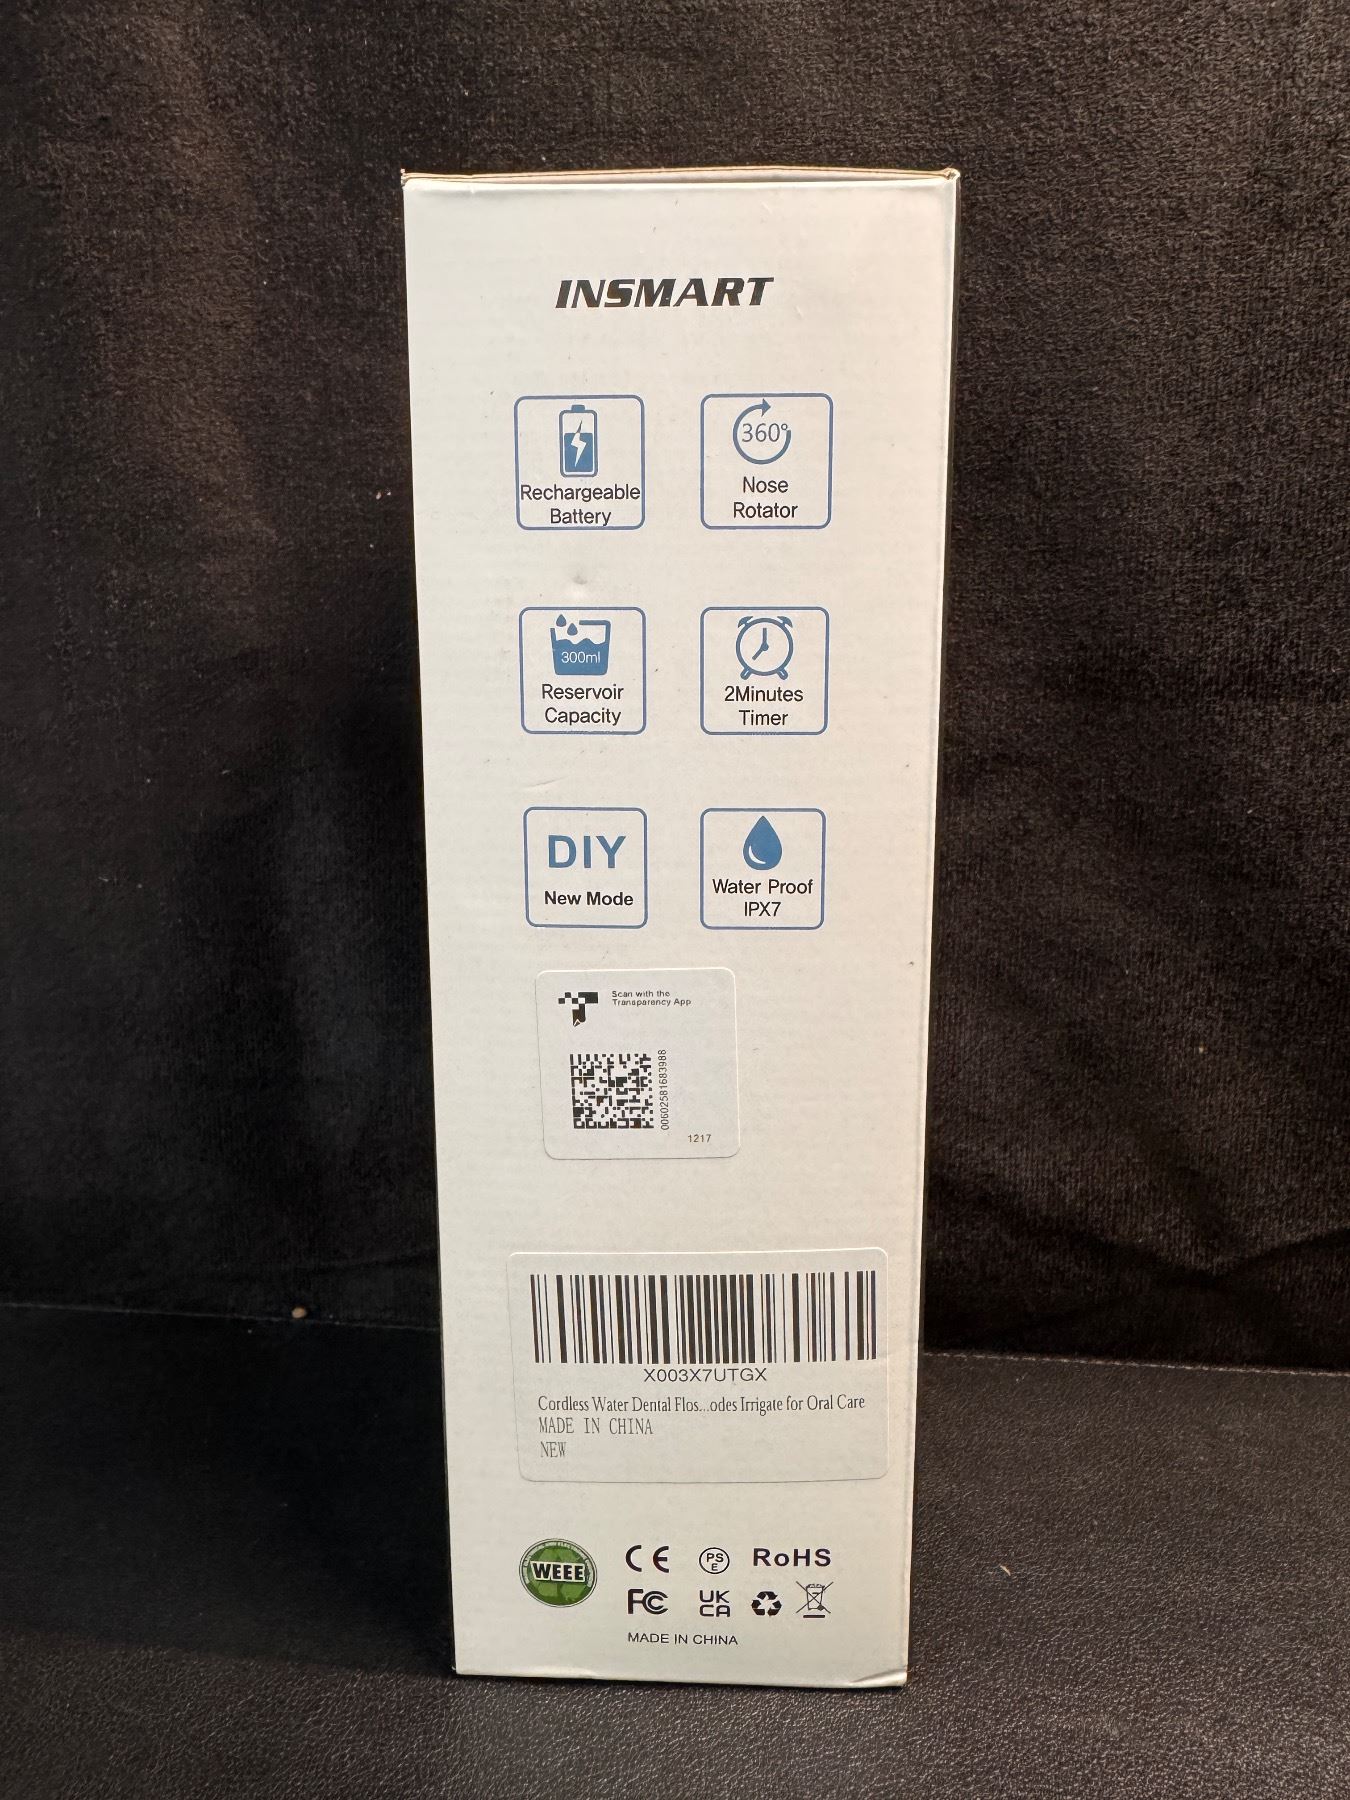 INSMART
Rechargeable
Battery
360°
Nose
Rotator
300ml
Reservoir
Capacity
2Minutes
Timer
DIY
New Mode
Water Proof
IPX7
Scan with the
Transparency App
00602581683988
1217
X003X7UTGX
Cordless Water Dental Flos...odes Irrigate for Oral Care
MADE IN CHINA
NEW
WEEE
CE
PS
E
RoHS
FC
UK
CA
MADE IN CHINA